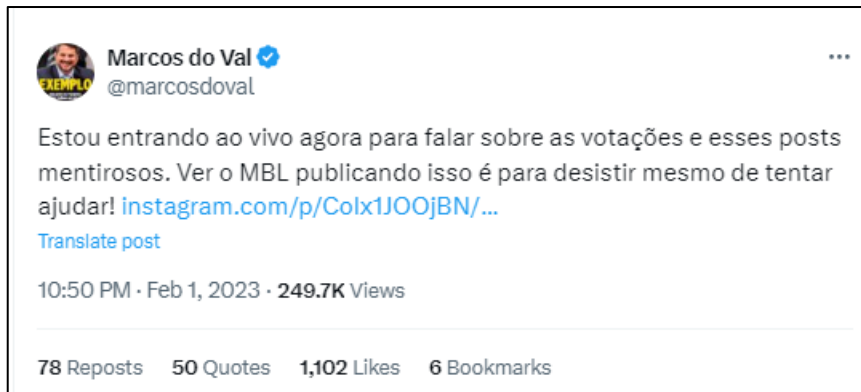 Marcos do Val
@marcosdoval
EXEMPLO
Estou entrando ao vivo agora para falar sobre as votações e esses posts
mentirosos. Ver o MBL publicando isso é para desistir mesmo de tentar
ajudar! instagram.com/p/CoIx1JOOjBN/...
Translate post
10:50 PM · Feb 1, 2023 · 249.7K Views
78 Reposts 50 Quotes 1,102 Likes 6 Bookmarks